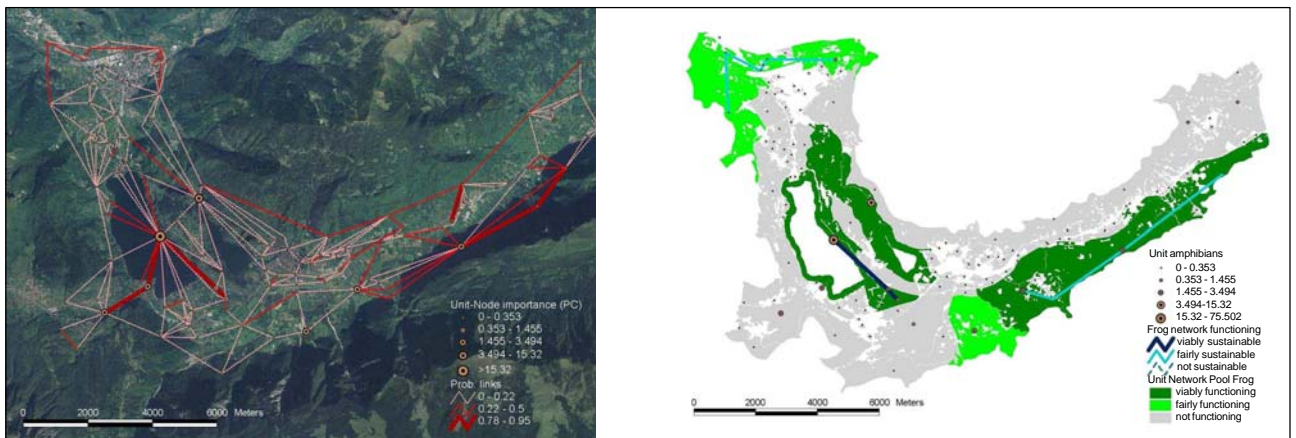 Unit-Node importance (PC)
0 - 0.353
0.353 - 1.455
1.455 - 3.494
3.494 - 15.32
>15.32
Prob. links
0 - 0.22
0.22 - 0.5
0.78 - 0.95
0 2000 4000 6000 Meters
Unit amphibians
0 - 0.353
0.353 - 1.455
1.455 - 3.494
3.494-15.32
15.32 - 75.502
Frog network functioning
viably sustainable
fairly sustainable
not sustainable
Unit Network Pool Frog
viably functioning
fairly functioning
not functioning
0 2000 4000 6000 Meters